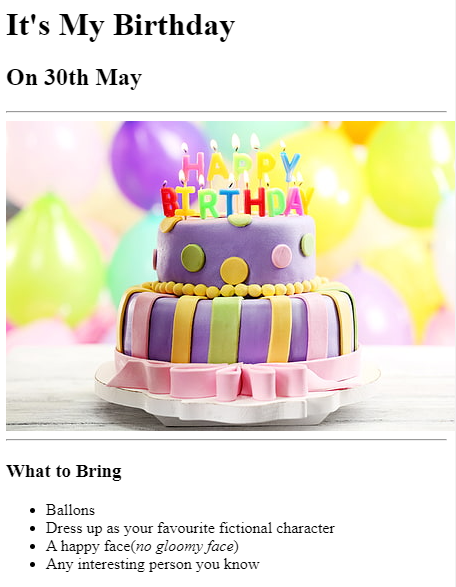 It's My Birthday
On 30th May
HAPPY
BIRTHDAY
What to Bring
Ballons
Dress up as your favourite fictional character
A happy face(no gloomy face)
Any interesting person you know